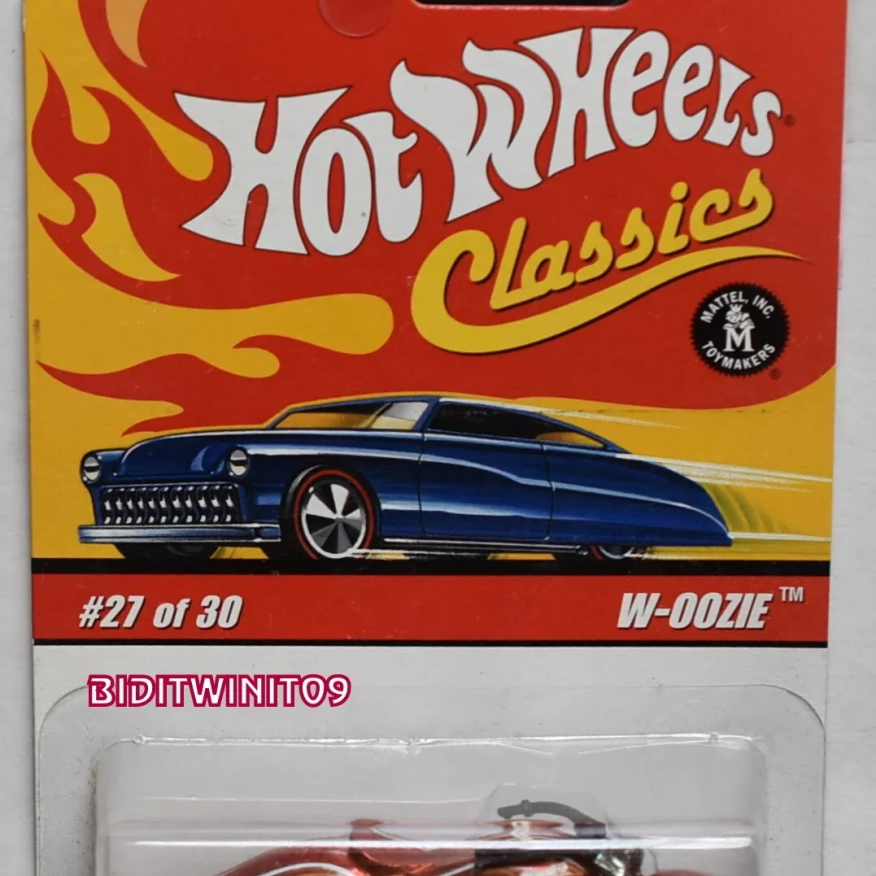 Hot Wheels®
Classics
MATTEL, INC.
M
TOYMAKERS
®
#27 of 30
W-OOZIE™
BIDITWINIT09